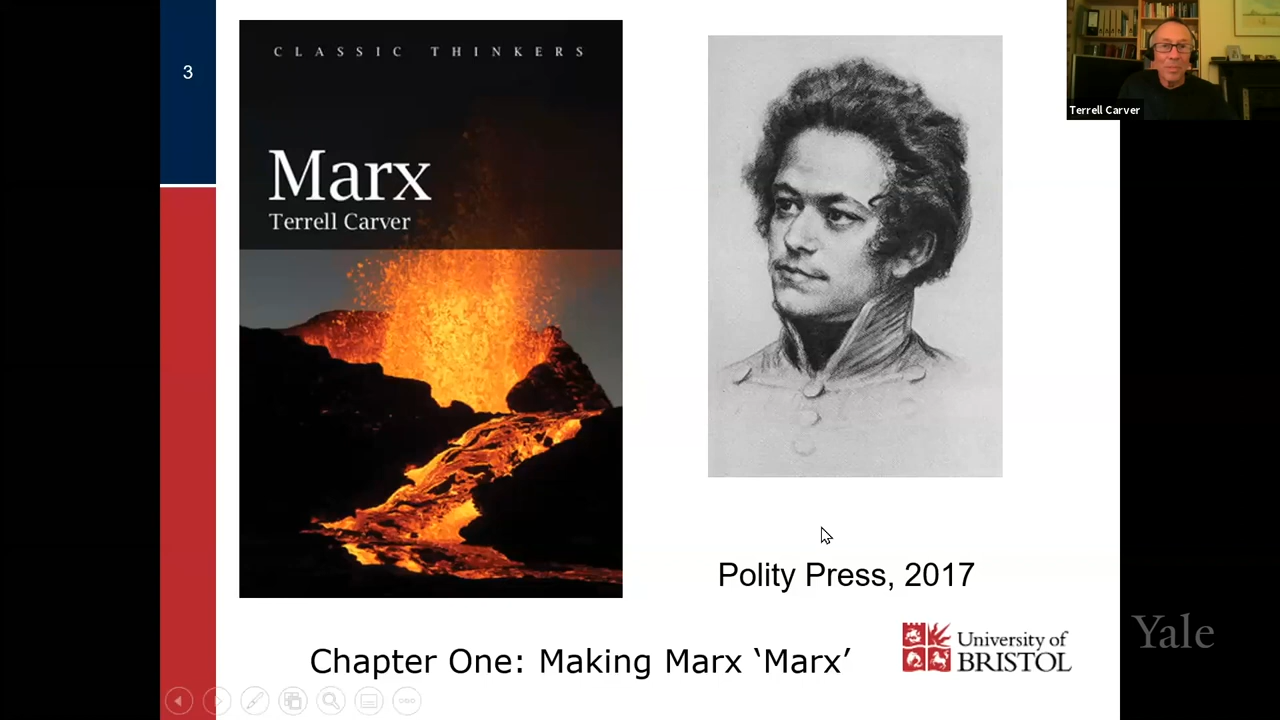 3
CLASSIC THINKERS
Marx
Terrell Carver
Terrell Carver
Polity Press, 2017
Chapter One: Making Marx ‘Marx’
University of
BRISTOL
Yale